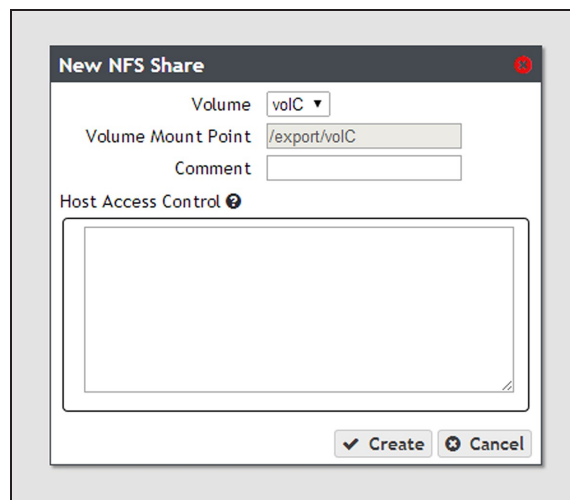 New NFS Share
Volume volC ▼
Volume Mount Point /export/volC
Comment
Host Access Control ?
Create Cancel